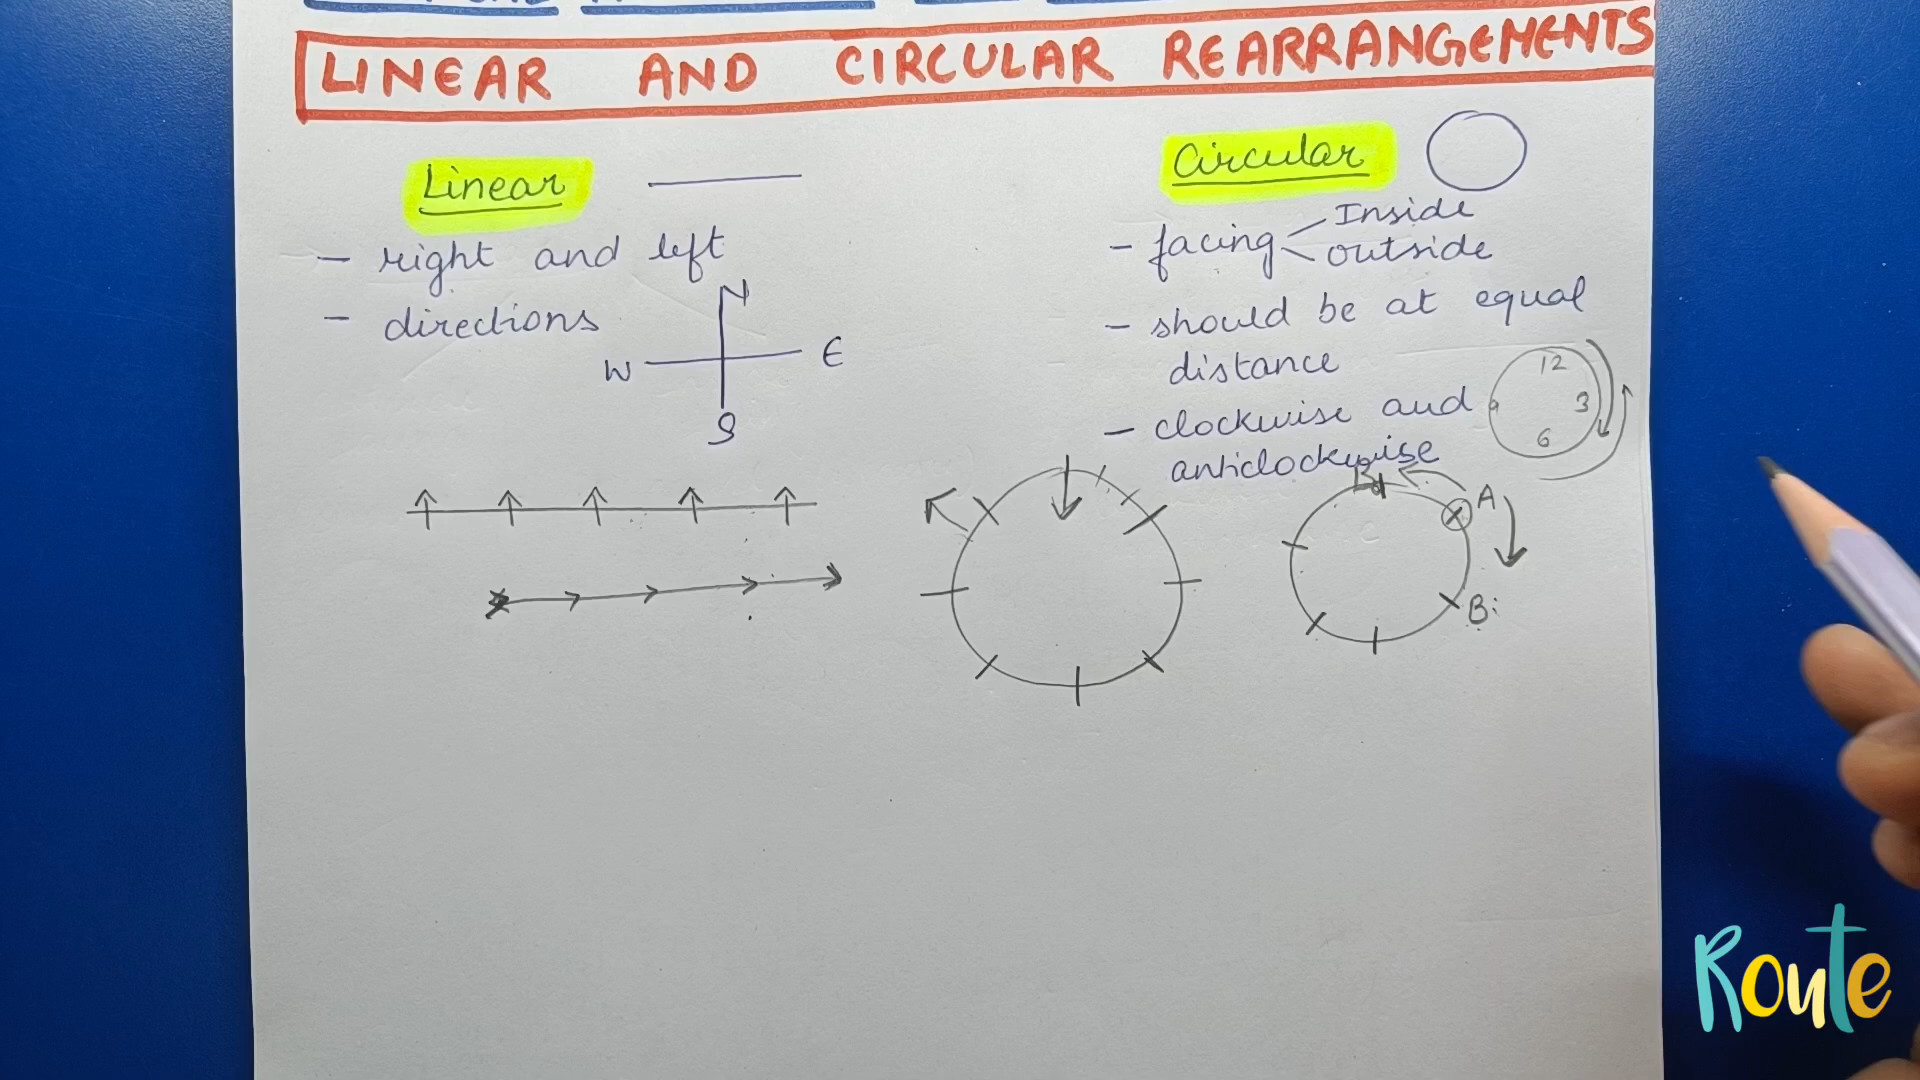 LINEAR AND CIRCULAR REARRANGEMENTS
Linear
- right and left
- directions
N
W E
S
Circular
- facing Inside
outside
- should be at equal
distance
- clockwise and
anticlockwise
12
3
6
A
B
Route